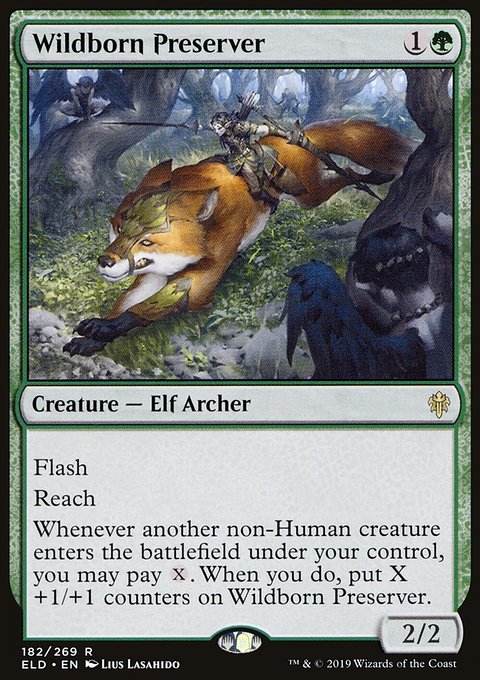 Wildborn Preserver 1
Creature — Elf Archer
Flash
Reach
Whenever another non-Human creature
enters the battlefield under your control,
you may pay X. When you do, put X
+1/+1 counters on Wildborn Preserver.
2/2
182/269 R
ELD • EN Lius Lasahido
™ & © 2019 Wizards of the Coast